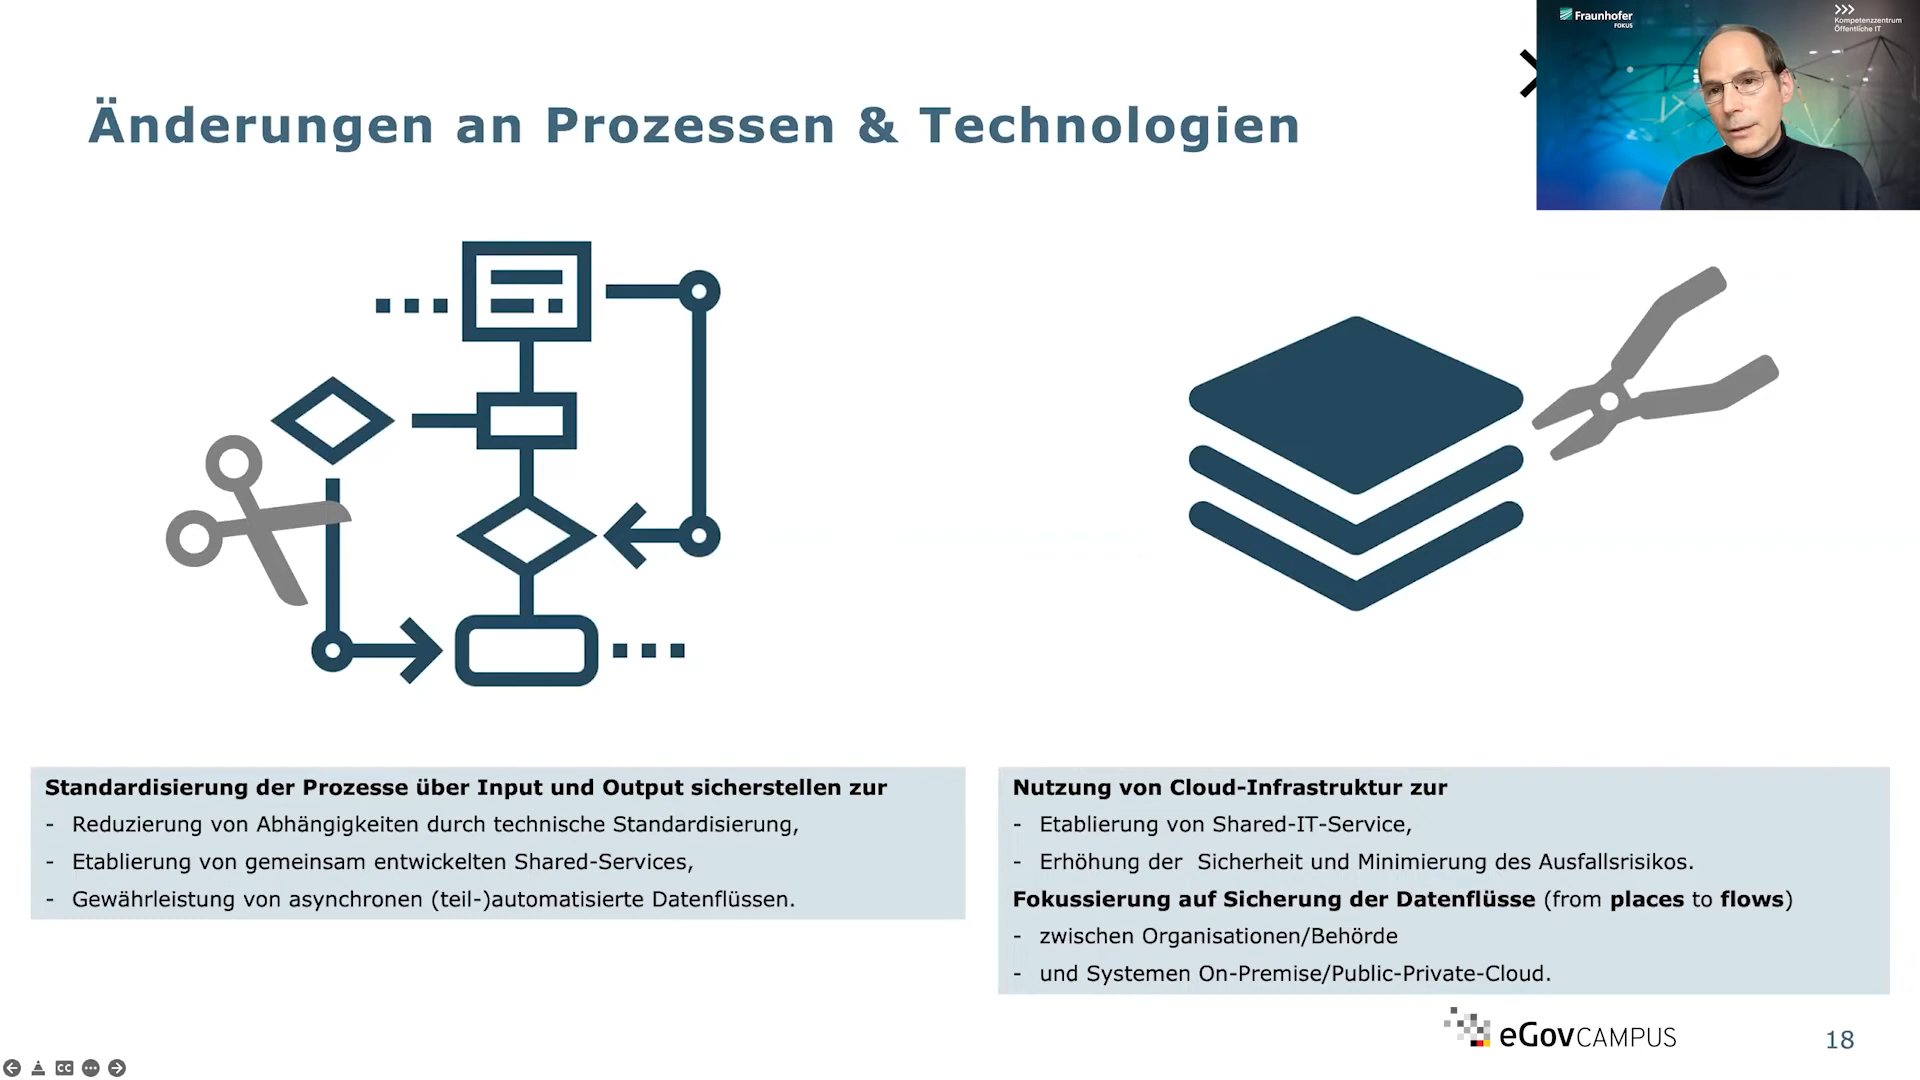 Fraunhofer
FOKUS
Kompetenzzentrum
Öffentliche IT
Änderungen an Prozessen & Technologien
Standardisierung der Prozesse über Input und Output sicherstellen zur
- Reduzierung von Abhängigkeiten durch technische Standardisierung,
- Etablierung von gemeinsam entwickelten Shared-Services,
- Gewährleistung von asynchronen (teil-)automatisierte Datenflüssen.
Nutzung von Cloud-Infrastruktur zur
- Etablierung von Shared-IT-Service,
- Erhöhung der  Sicherheit und Minimierung des Ausfallsrisikos.
Fokussierung auf Sicherung der Datenflüsse (from places to flows)
- zwischen Organisationen/Behörde
- und Systemen On-Premise/Public-Private-Cloud.
eGovCAMPUS
18
CC